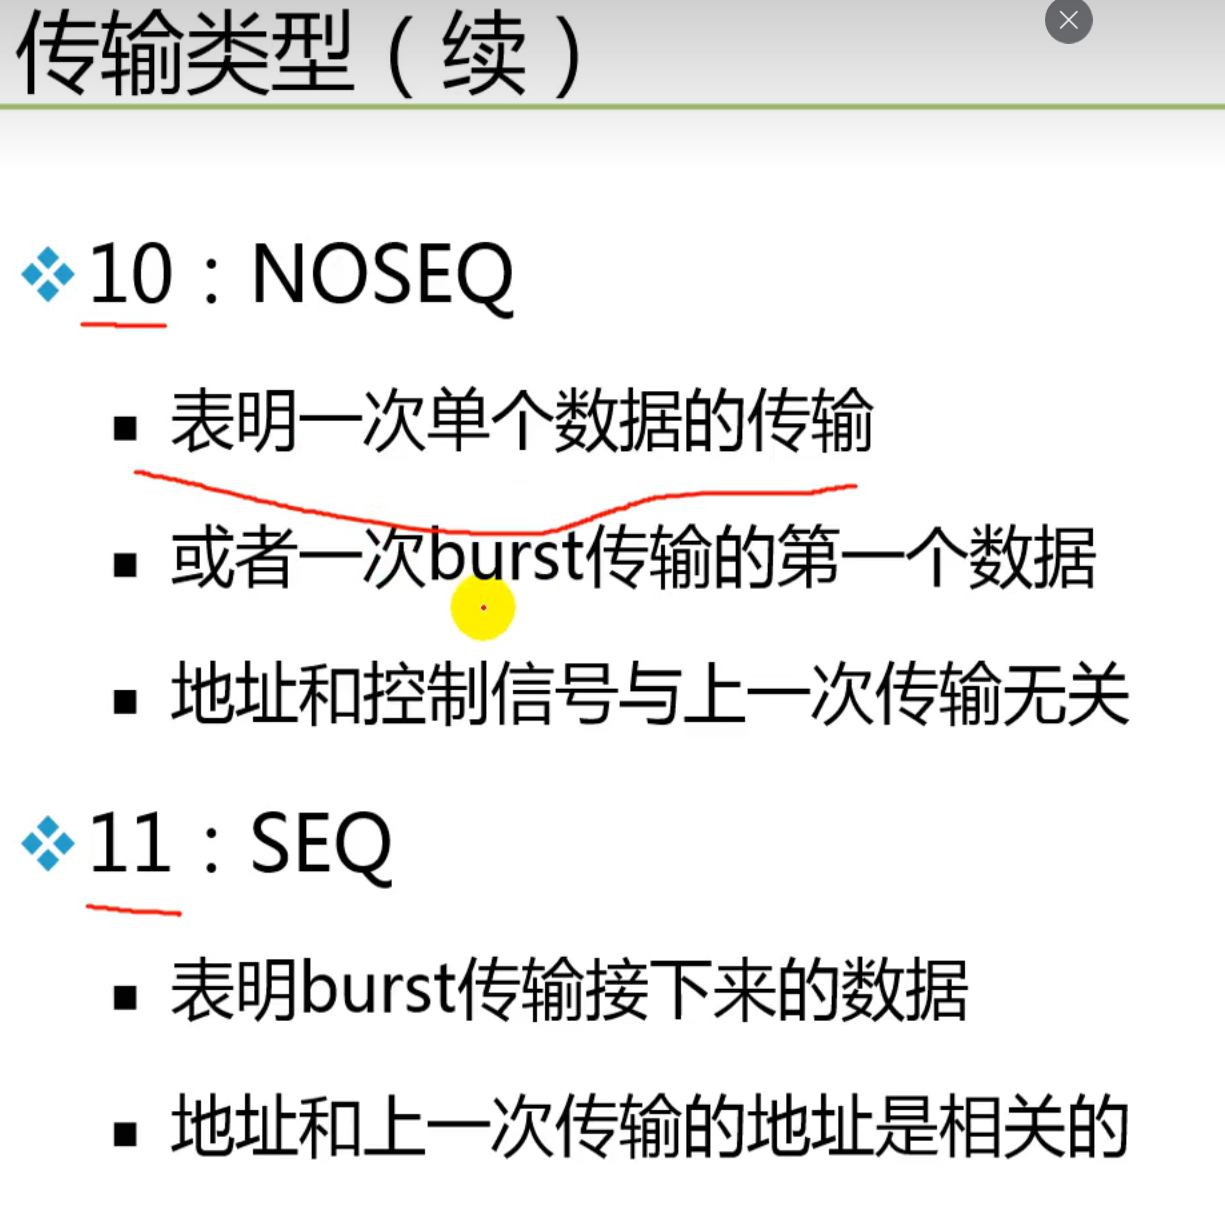 传输类型（续）
10：NOSEQ
表明一次单个数据的传输
或者一次burst传输的第一个数据
地址和控制信号与上一次传输无关
11：SEQ
表明burst传输接下来的数据
地址和上一次传输的地址是相关的